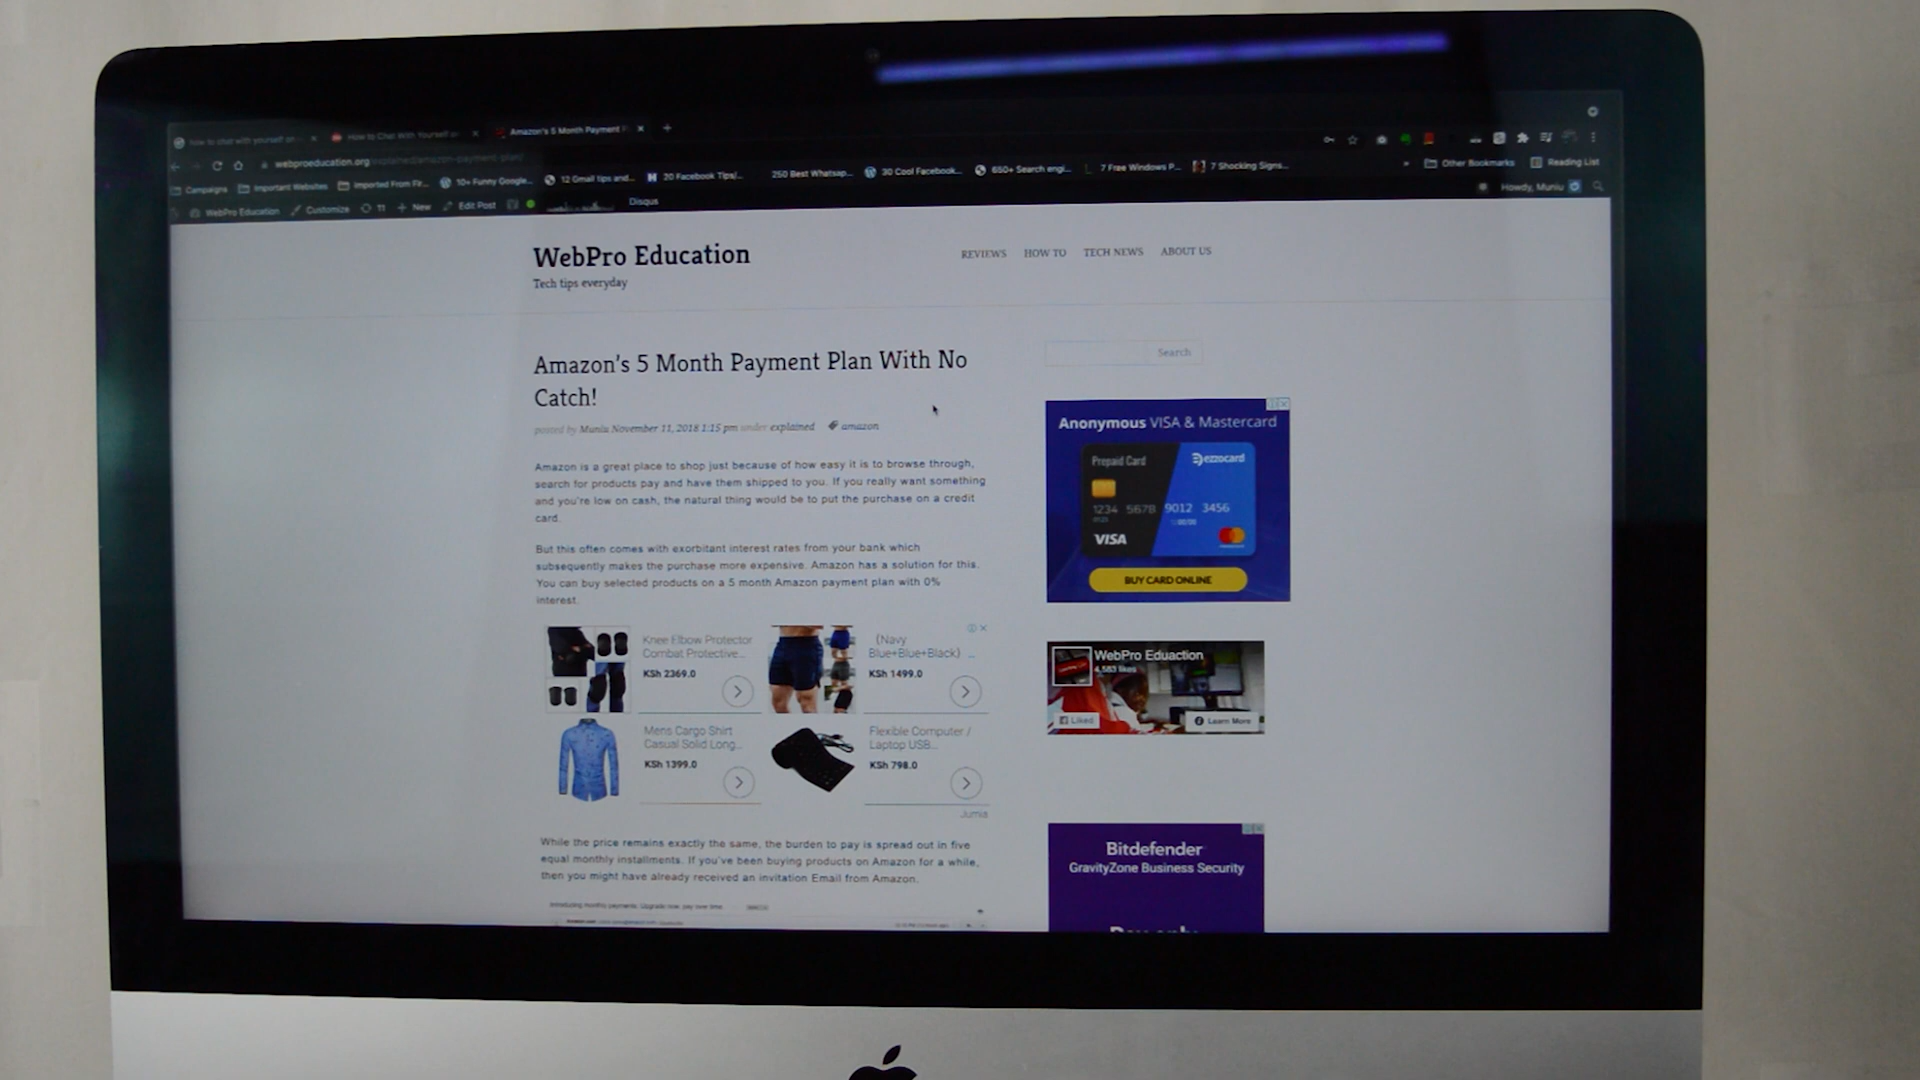 how to chat with yourself on
How to Chat With Yourself on
Amazon's 5 Month Payment P
webproeducation.org/explained/amazon-payment-plan/
Campaigns
Important Websites
Imported From Fir...
10+ Funny Google...
12 Gmail tips and...
20 Facebook Tips/...
250 Best Whatsap...
30 Cool Facebook...
650+ Search engi...
7 Free Windows P...
7 Shocking Signs...
Other Bookmarks
Reading List
WebPro Education
Customize
11
New
Edit Post
Disqus
Howdy, Muniu
WebPro Education
Tech tips everyday
REVIEWS HOW TO TECH NEWS ABOUT US
Amazon's 5 Month Payment Plan With No
Catch!
posted by Muniu November 11, 2018 1:15 pm under explained amazon
Amazon is a great place to shop just because of how easy it is to browse through,
search for products pay and have them shipped to you. If you really want something
and you're low on cash, the natural thing would be to put the purchase on a credit
card.
But this often comes with exorbitant interest rates from your bank which
subsequently makes the purchase more expensive. Amazon has a solution for this.
You can buy selected products on a 5 month Amazon payment plan with 0%
interest.
Knee Elbow Protector
Combat Protective...
KSh 2369.0
(Navy
Blue+Blue+Black) ...
KSh 1499.0
Mens Cargo Shirt
Casual Solid Long...
KSh 1399.0
Flexible Computer /
Laptop USB...
KSh 798.0
Jumia
While the price remains exactly the same, the burden to pay is spread out in five
equal monthly installments. If you've been buying products on Amazon for a while,
then you might have already received an invitation Email from Amazon.
Introducing monthly payments. Upgrade now, pay over time.
Search
Anonymous VISA & Mastercard
Prepaid Card
ezzocard
1234 5678 9012 3456
VISA
BUY CARD ONLINE
WebPro Eduaction
4,583 likes
Liked
Learn More
Bitdefender
GravityZone Business Security